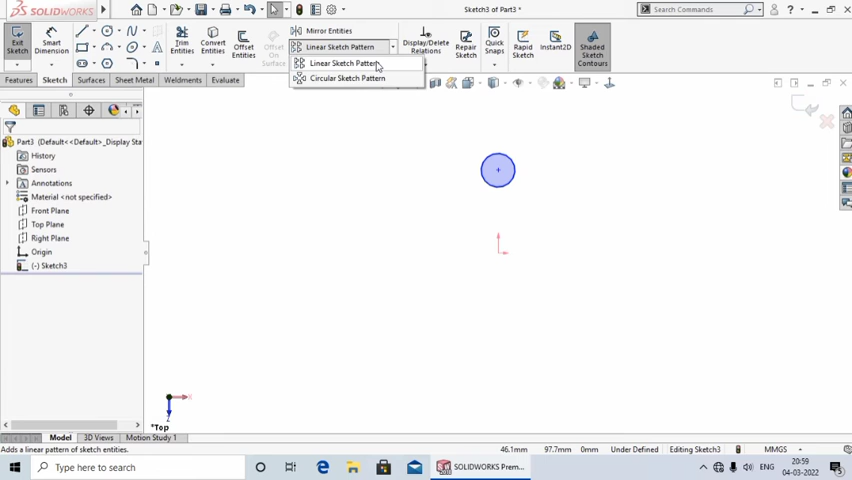 SOLIDWORKS
Sketch3 of Part3 *
Search Commands
Exit Sketch
Smart Dimension
Trim Entities
Convert Entities
Offset Entities
Offset On Surface
Mirror Entities
Linear Sketch Pattern
Linear Sketch Pattern
Circular Sketch Pattern
Display/Delete Relations
Repair Sketch
Quick Snaps
Rapid Sketch
Instant2D
Shaded Sketch Contours
Features
Sketch
Surfaces
Sheet Metal
Weldments
Evaluate
Part3 (Default<<Default>_Display Sta
History
Sensors
Annotations
Material <not specified>
Front Plane
Top Plane
Right Plane
Origin
(-) Sketch3
X
Z
*Top
Model
3D Views
Motion Study 1
Adds a linear pattern of sketch entities.
46.1mm
97.7mm
Under Defined
Editing Sketch3
MMGS
Type here to search
SOLIDWORKS Prem...
ENG
20:59
04-03-2022